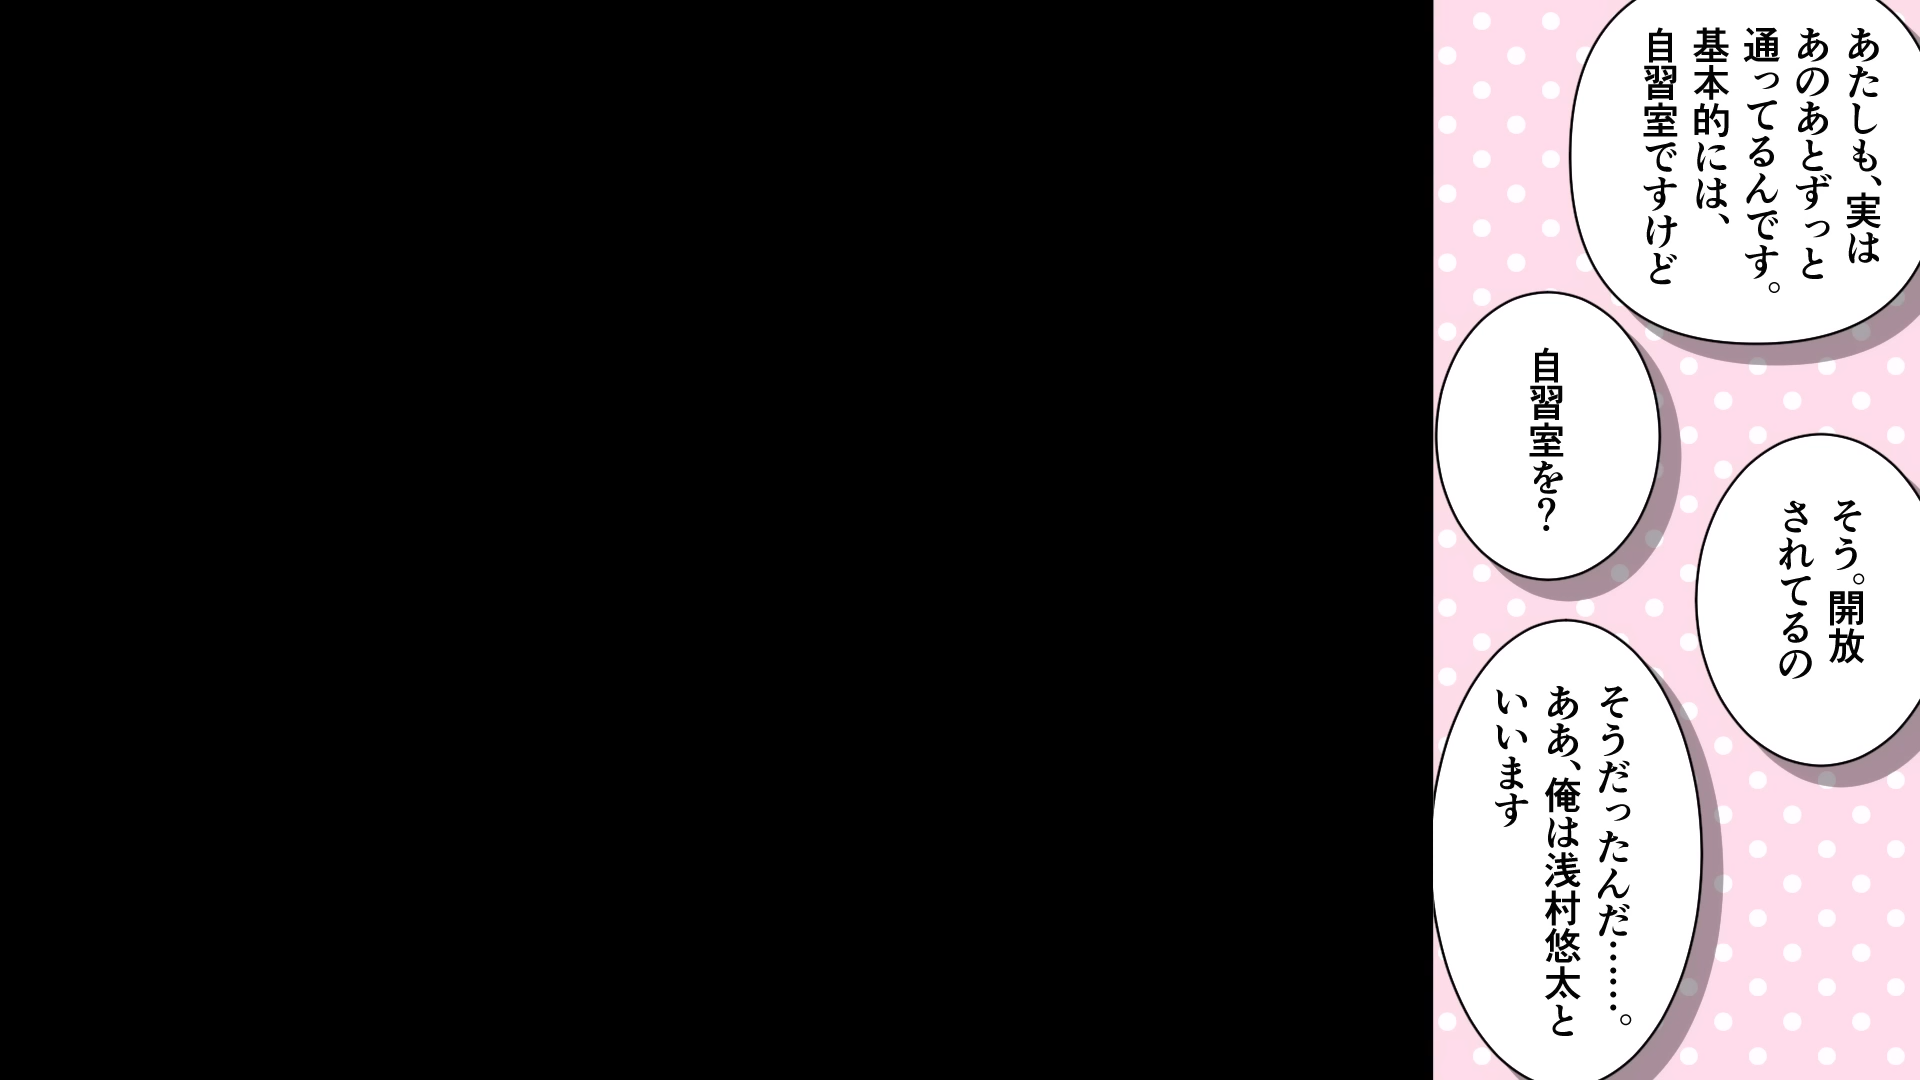 あたしも、実は
あのあとずっと
通ってるんです。
基本的には、
自習室ですけど
自習室を？
そう。開放
されてるの
そうだったんだ……。
ああ、俺は浅村悠太と
いいます